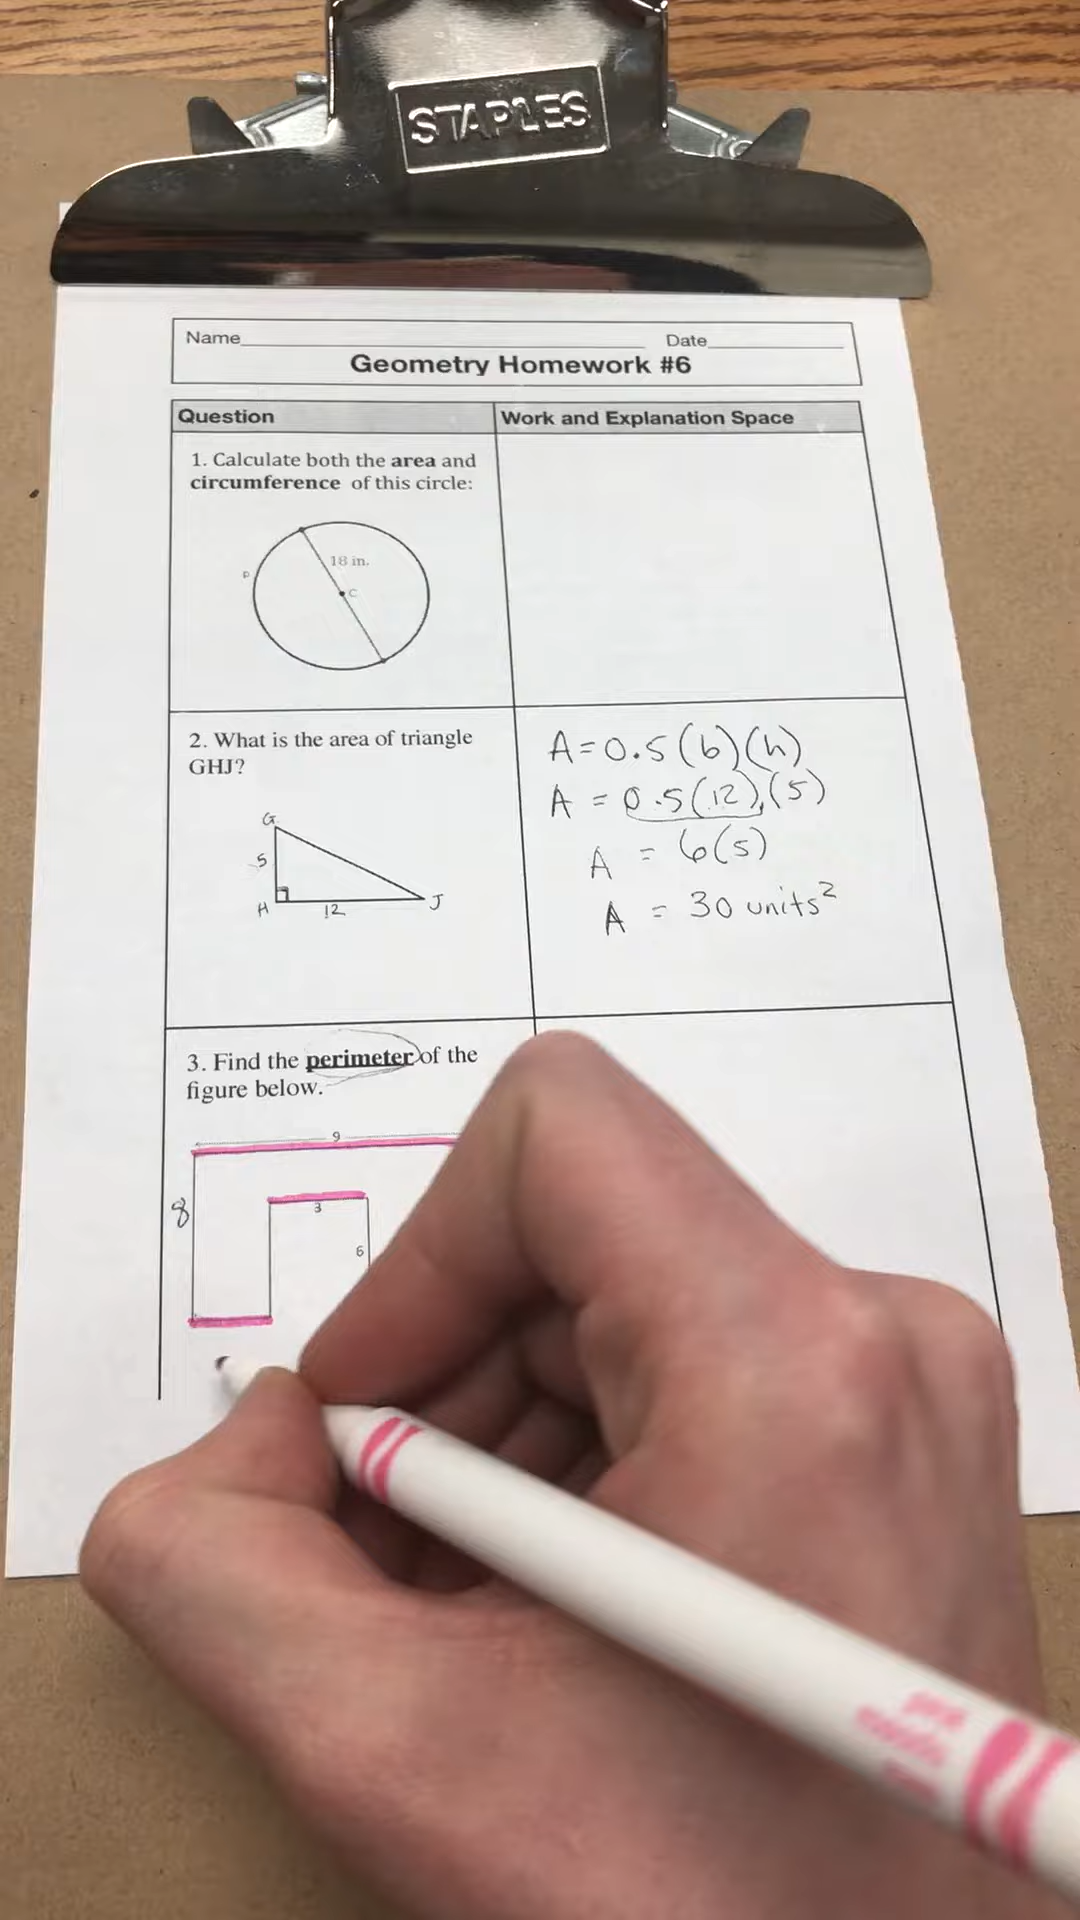 STAPLES
Name Date
Geometry Homework #6
Question Work and Explanation Space
1. Calculate both the area and
circumference of this circle:
18 in.
P
C
2. What is the area of triangle
GHJ?
G
5
H
12
J
A = 0.5 (b)(h)
A = 0.5(12)(5)
A = 6(5)
A = 30 units²
3. Find the perimeter of the
figure below.
9
8
3
6